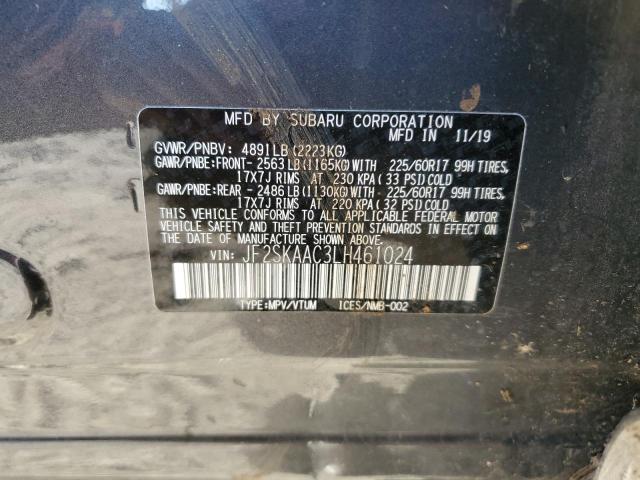 MFD BY SUBARU CORPORATION
MFD IN 11/19
GVWR/PNBV: 4891LB(2223KG)
GAWR/PNBE:FRONT- 2563LB(1165KG)WITH 225/60R17 99H TIRES,
17X7J RIMS AT 230 KPA(33 PSI)COLD
GAWR/PNBE:REAR - 2486LB(1130KG)WITH 225/60R17 99H TIRES,
17X7J RIMS AT 220 KPA(32 PSI)COLD
THIS VEHICLE CONFORMS TO ALL APPLICABLE FEDERAL MOTOR
VEHICLE SAFETY AND THEFT PREVENTION STANDARDS IN EFFECT ON
THE DATE OF MANUFACTURE SHOWN ABOVE.
VIN: JF2SKAAC3LH461024
TYPE:MPV/VTUM ICES/NMB-002